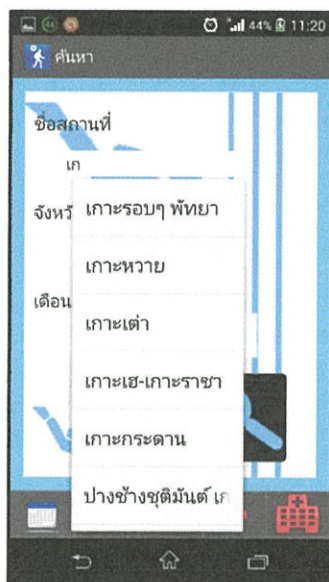 44% 11:20
ค้นหา
ชื่อสถานที่
เก
จังหวั
เกาะรอบๆ พัทยา
เกาะหวาย
เดือน
เกาะเต่า
เกาะเฮ-เกาะราชา
เกาะกระดาน
ปางช้างชุติมันต์ เก